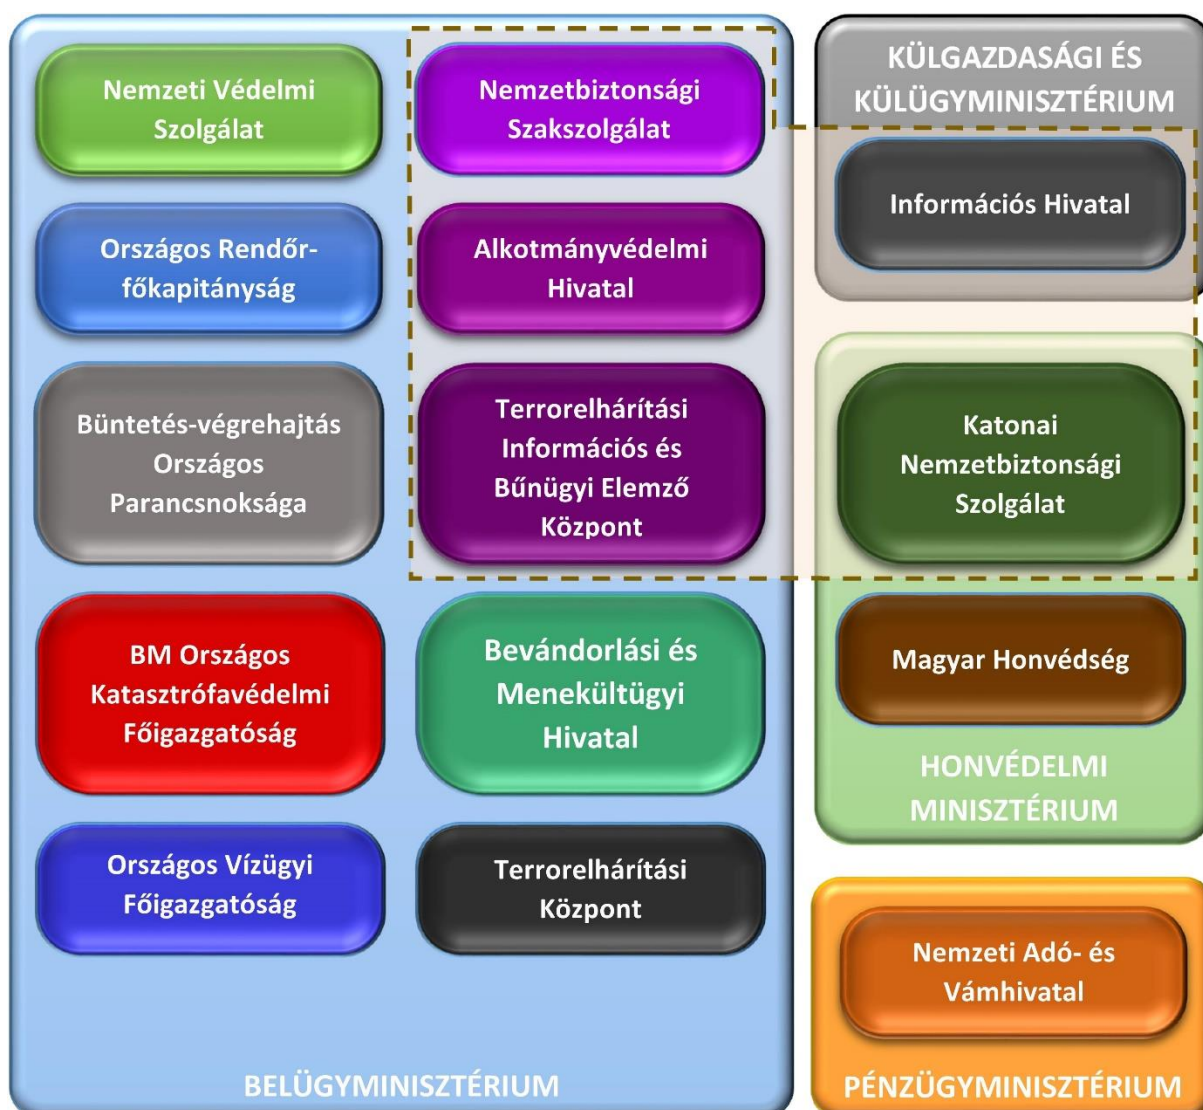 Nemzeti Védelmi
Szolgálat
Országos Rendőr-
főkapitányság
Büntetés-végrehajtás
Országos
Parancsnoksága
BM Országos
Katasztrófavédelmi
Főigazgatóság
Országos Vízügyi
Főigazgatóság
Nemzetbiztonsági
Szakszolgálat
Alkotmányvédelmi
Hivatal
Terrorelhárítási
Információs és
Bűnügyi Elemző
Központ
Bevándorlási és
Menekültügyi
Hivatal
Terrorelhárítási
Központ
BELÜGYMINISZTÉRIUM
KÜLGAZDASÁGI ÉS
KÜLÜGYMINISZTÉRIUM
Információs Hivatal
Katonai
Nemzetbiztonsági
Szolgálat
Magyar Honvédség
HONVÉDELMI
MINISZTÉRIUM
Nemzeti Adó- és
Vámhivatal
PÉNZÜGYMINISZTÉRIUM